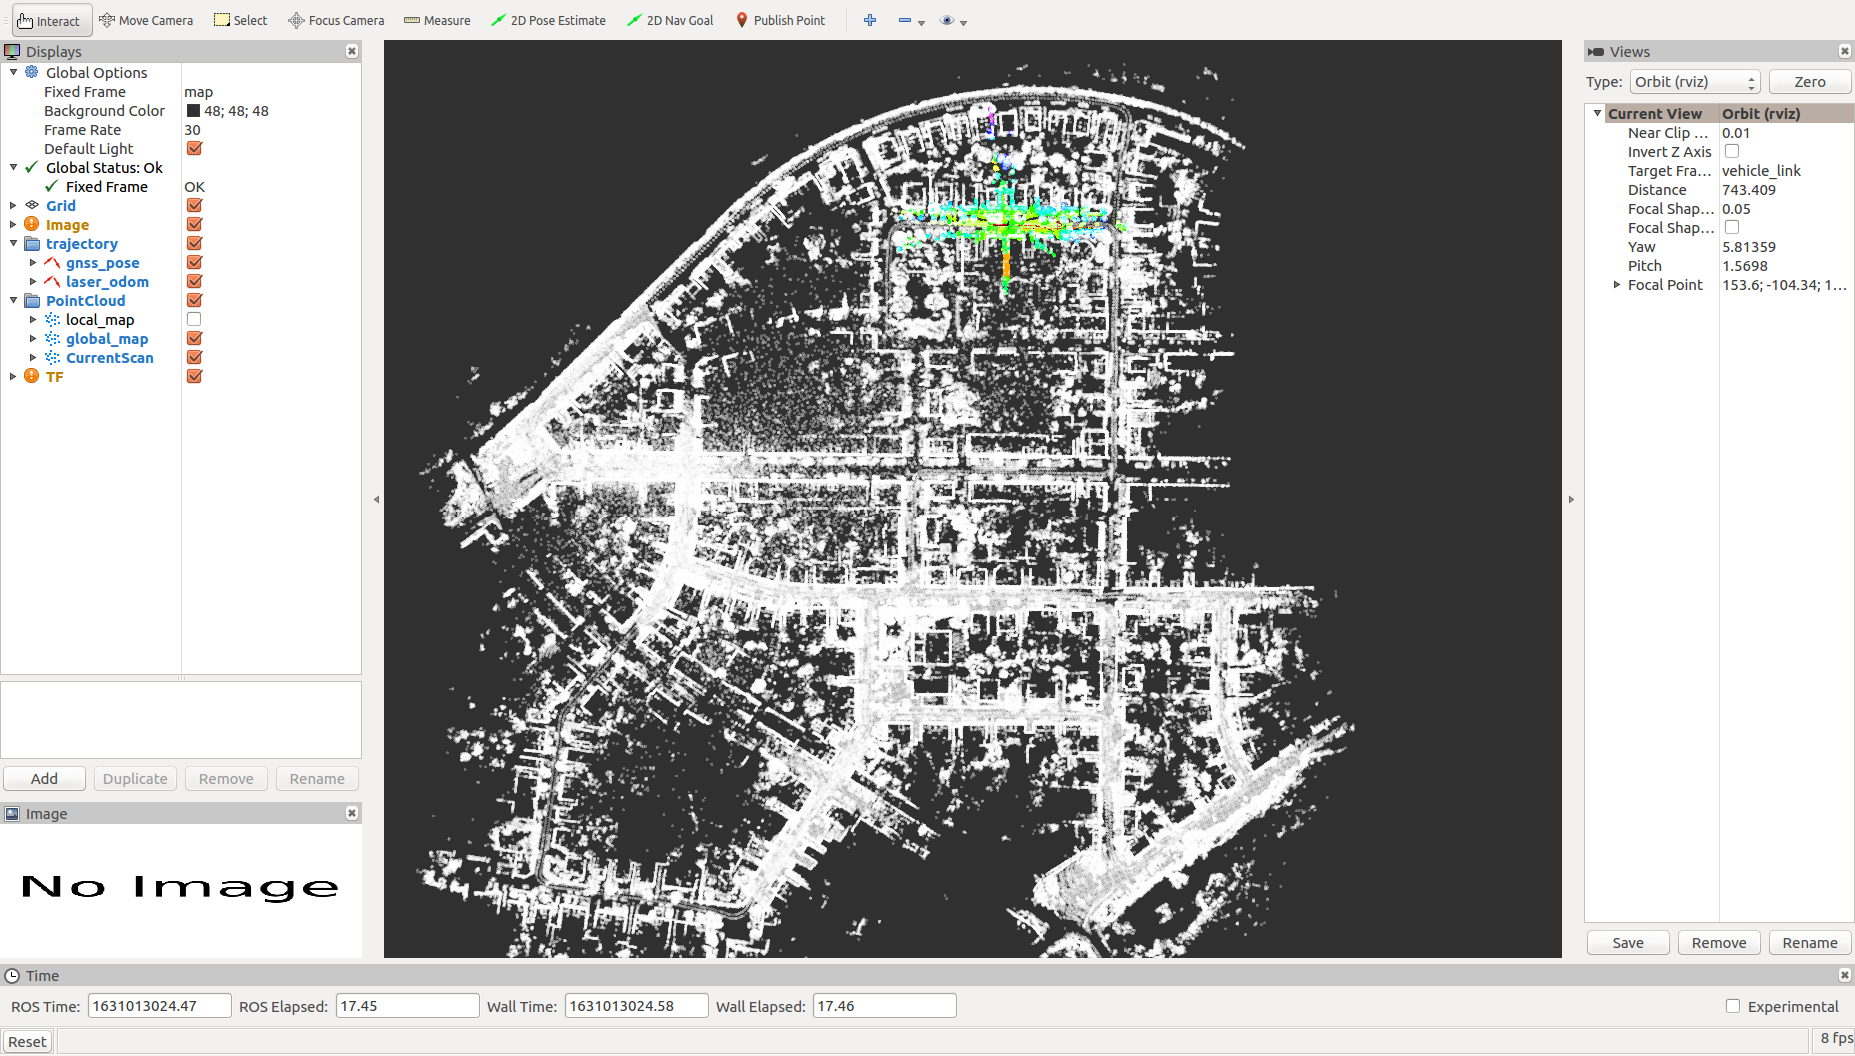 Interact Move Camera Select Focus Camera Measure 2D Pose Estimate 2D Nav Goal Publish Point
Displays
Global Options
Fixed Frame map
Background Color 48; 48; 48
Frame Rate 30
Default Light
Global Status: Ok
Fixed Frame OK
Grid
Image
trajectory
gnss_pose
laser_odom
PointCloud
local_map
global_map
CurrentScan
TF
Add Duplicate Remove Rename
Image
No Image
Views
Type: Orbit (rviz) Zero
Current View Orbit (rviz)
Near Clip ... 0.01
Invert Z Axis
Target Fra... vehicle_link
Distance 743.409
Focal Shap... 0.05
Focal Shap...
Yaw 5.81359
Pitch 1.5698
Focal Point 153.6; -104.34; 1...
Save Remove Rename
Time
ROS Time: 1631013024.47 ROS Elapsed: 17.45 Wall Time: 1631013024.58 Wall Elapsed: 17.46 Experimental
Reset 8 fps